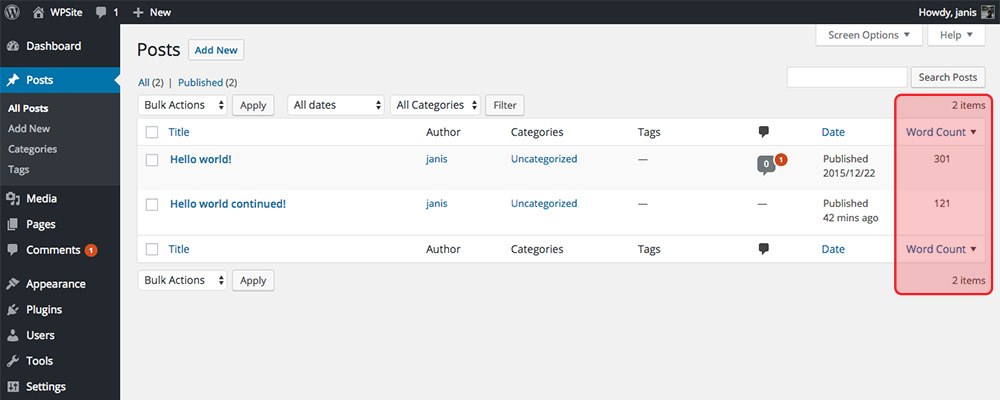 WPSite 1 + New Howdy, janis
Dashboard
Posts
All Posts
Add New
Categories
Tags
Media
Pages
Comments 1
Appearance
Plugins
Users
Tools
Settings
Screen Options ▼ Help ▼
Posts Add New
All (2) | Published (2)
Search Posts
Bulk Actions Apply All dates All Categories Filter 2 items
Title Author Categories Tags Date Word Count ▼
Hello world! janis Uncategorized — 0 1 Published 301
2015/12/22
Hello world continued! janis Uncategorized — — Published 121
42 mins ago
Title Author Categories Tags Date Word Count ▼
Bulk Actions Apply 2 items